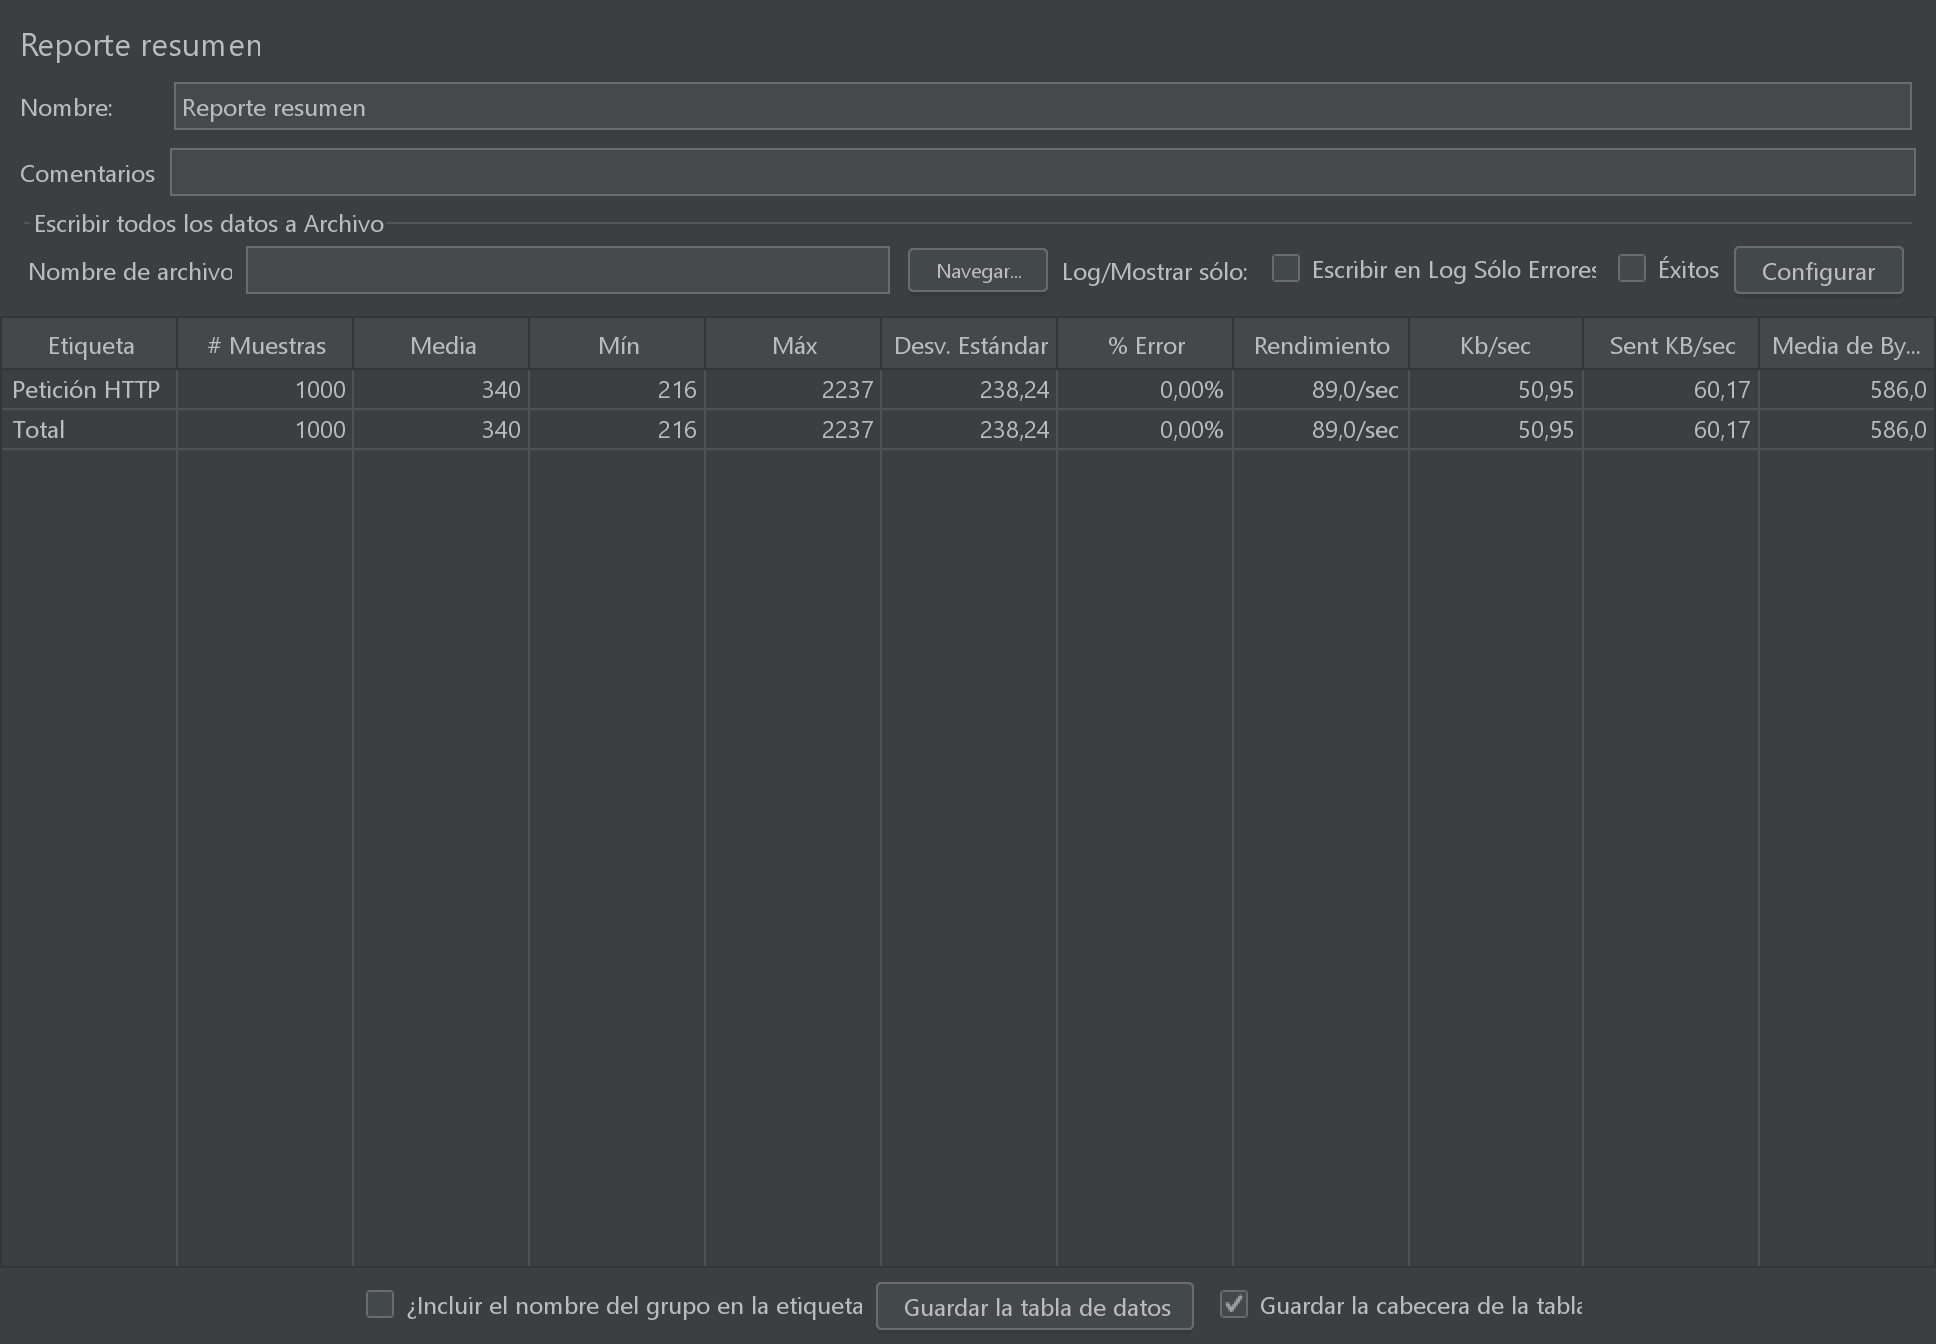 Reporte resumen
Nombre: Reporte resumen
Comentarios
Escribir todos los datos a Archivo
Nombre de archivo Navegar... Log/Mostrar sólo: Escribir en Log Sólo Errores Éxitos Configurar
Etiqueta # Muestras Media Mín Máx Desv. Estándar % Error Rendimiento Kb/sec Sent KB/sec Media de By...
Petición HTTP 1000 340 216 2237 238,24 0,00% 89,0/sec 50,95 60,17 586,0
Total 1000 340 216 2237 238,24 0,00% 89,0/sec 50,95 60,17 586,0
¿Incluir el nombre del grupo en la etiqueta Guardar la tabla de datos Guardar la cabecera de la tabla